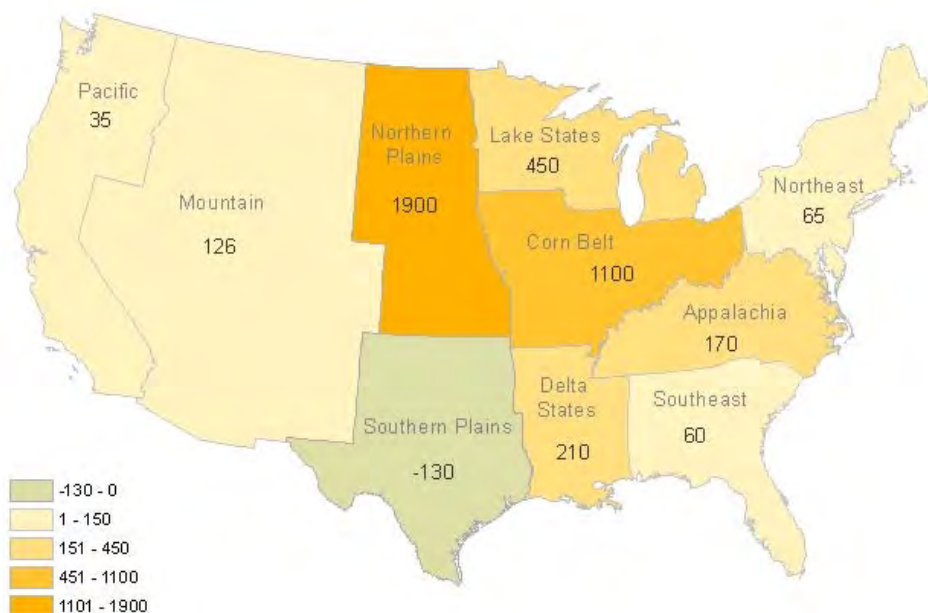 Pacific
35
Mountain
126
Northern
Plains
1900
Lake States
450
Corn Belt
1100
Northeast
65
Appalachia
170
Delta
States
210
Southeast
60
Southern Plains
-130
-130 - 0
1 - 150
151 - 450
451 - 1100
1101 - 1900